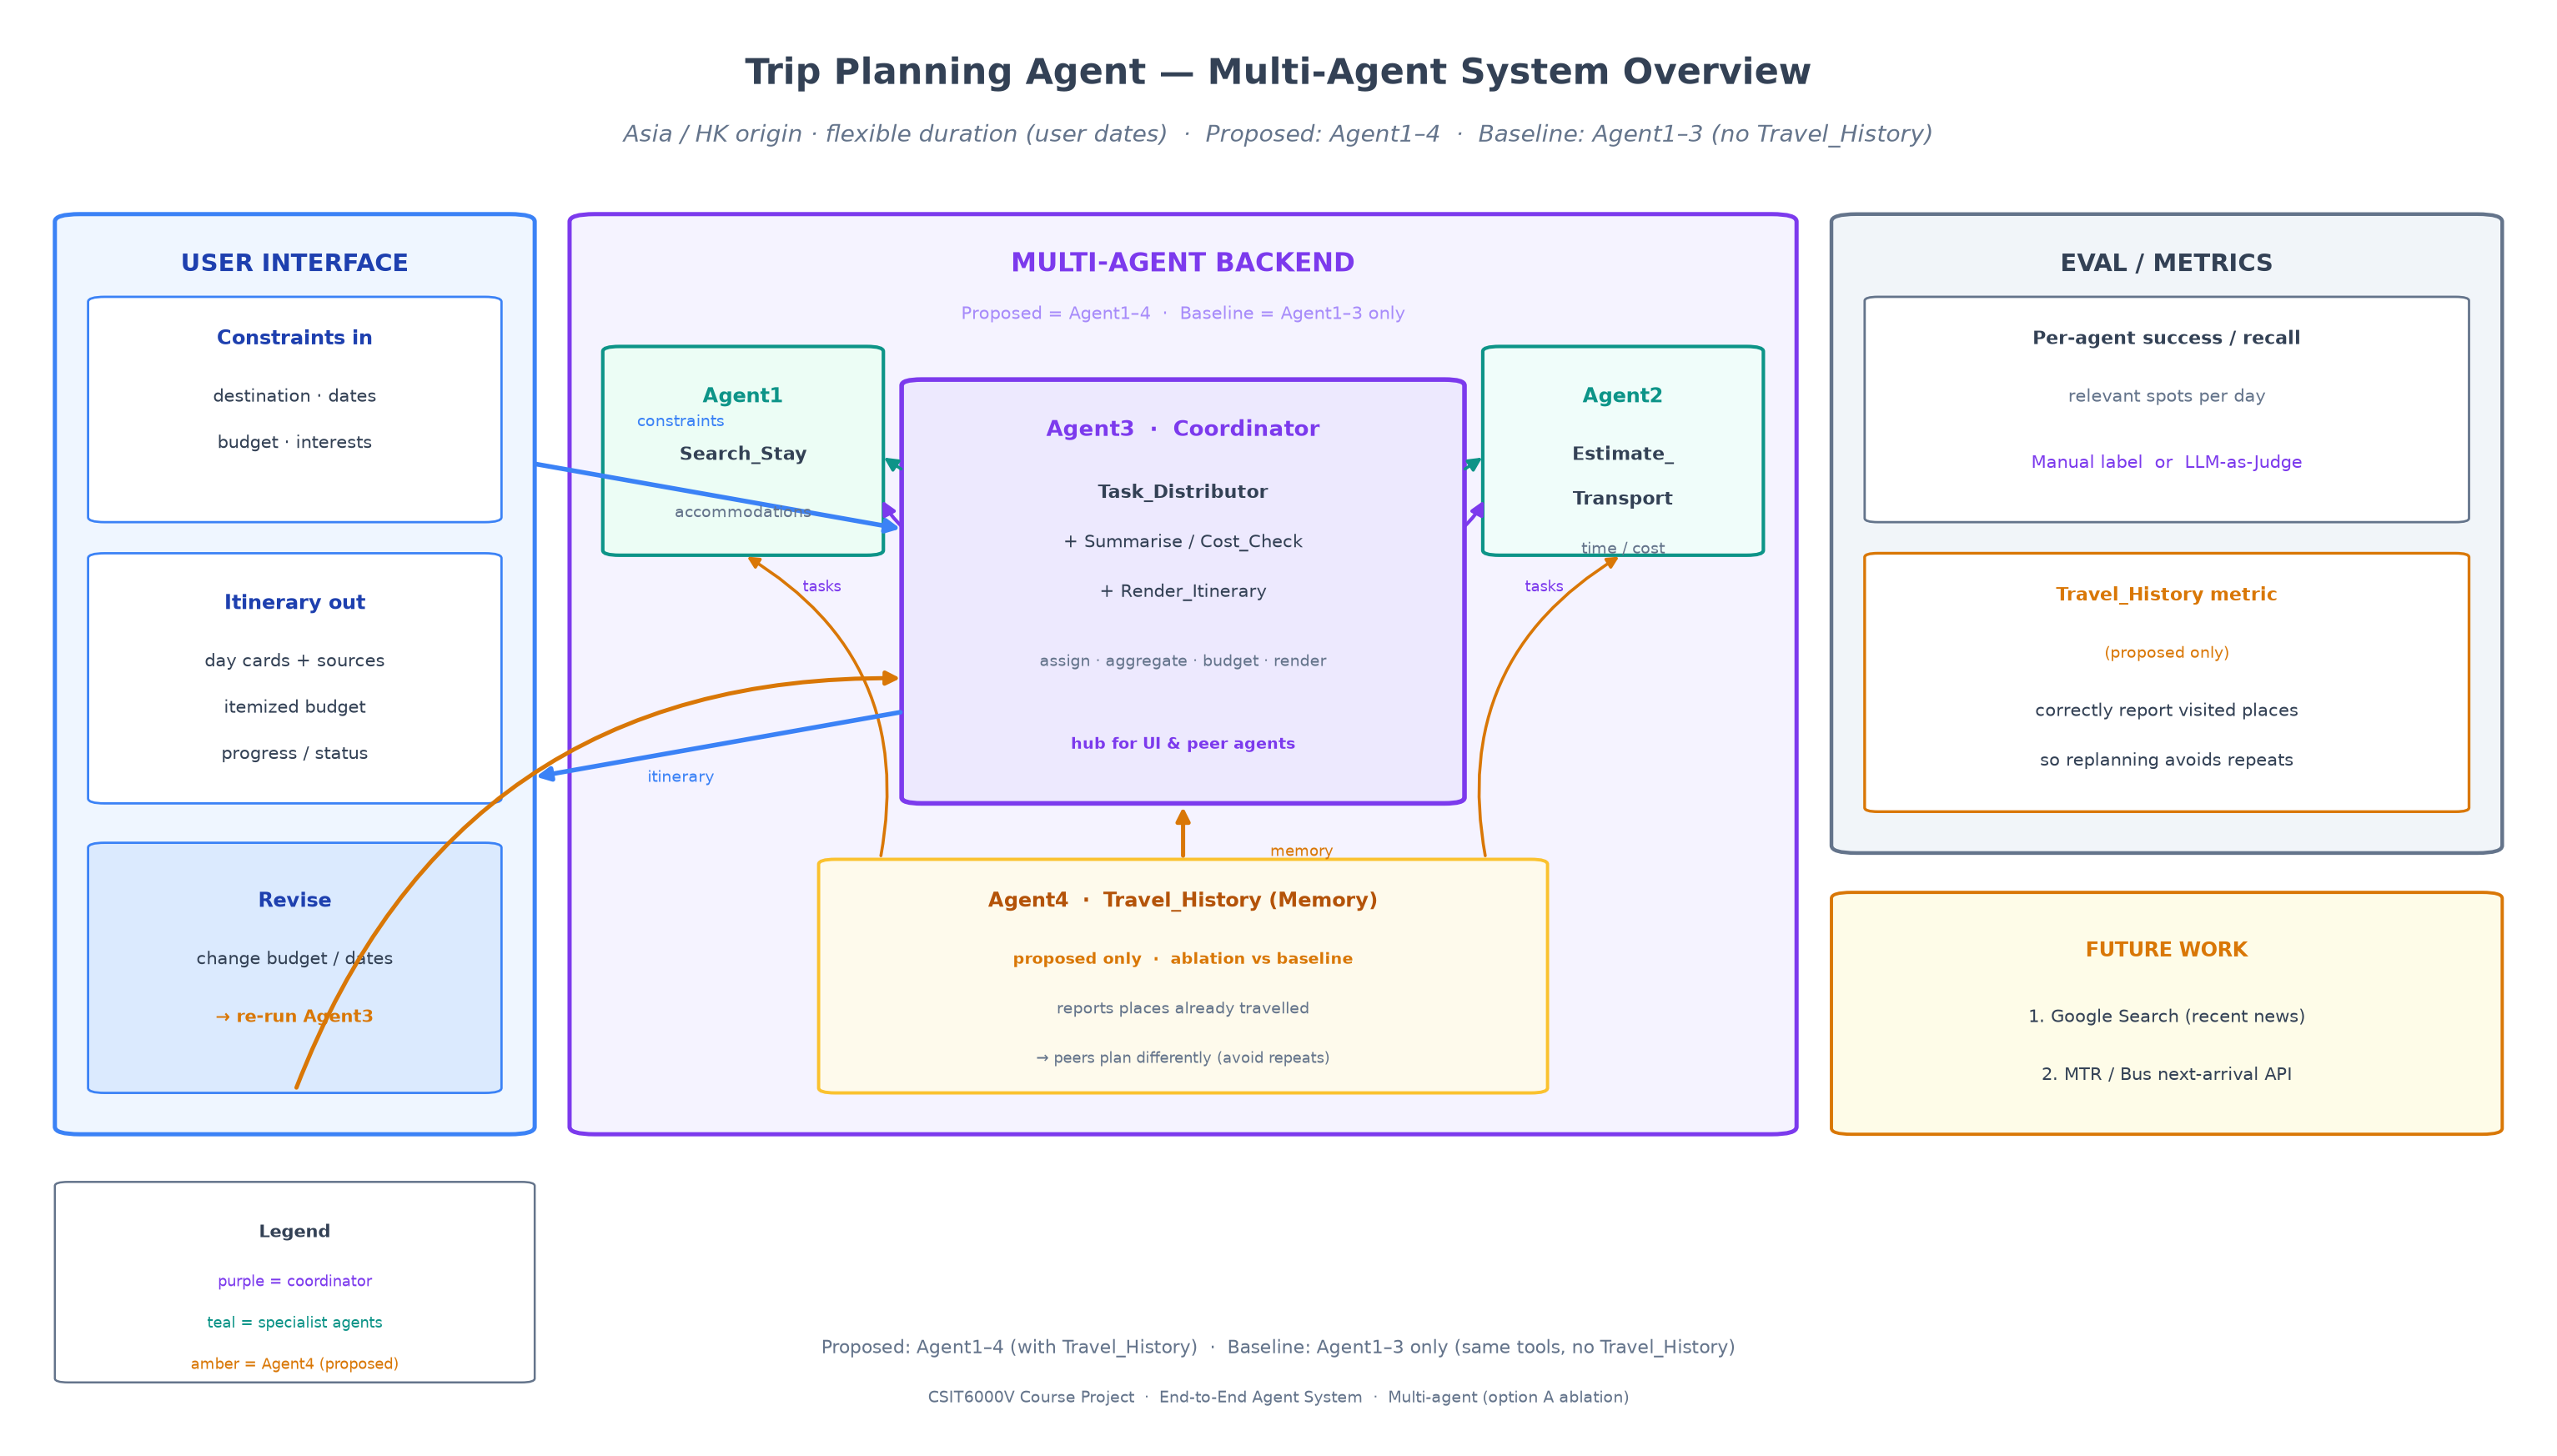 Trip Planning Agent — Multi-Agent System Overview
Asia / HK origin · flexible duration (user dates) · Proposed: Agent1–4 · Baseline: Agent1–3 (no Travel_History)
USER INTERFACE
Constraints in
destination · dates
budget · interests
Itinerary out
day cards + sources
itemized budget
progress / status
Revise
change budget / dates
→ re-run Agent3
MULTI-AGENT BACKEND
Proposed = Agent1–4 · Baseline = Agent1–3 only
Agent1
constraints
Search_Stay
accommodations
tasks
itinerary
Agent3 · Coordinator
Task_Distributor
+ Summarise / Cost_Check
+ Render_Itinerary
assign · aggregate · budget · render
hub for UI & peer agents
Agent2
Estimate_
Transport
time / cost
tasks
memory
Agent4 · Travel_History (Memory)
proposed only · ablation vs baseline
reports places already travelled
→ peers plan differently (avoid repeats)
EVAL / METRICS
Per-agent success / recall
relevant spots per day
Manual label or LLM-as-Judge
Travel_History metric
(proposed only)
correctly report visited places
so replanning avoids repeats
FUTURE WORK
1. Google Search (recent news)
2. MTR / Bus next-arrival API
Legend
purple = coordinator
teal = specialist agents
amber = Agent4 (proposed)
Proposed: Agent1–4 (with Travel_History) · Baseline: Agent1–3 only (same tools, no Travel_History)
CSIT6000V Course Project · End-to-End Agent System · Multi-agent (option A ablation)